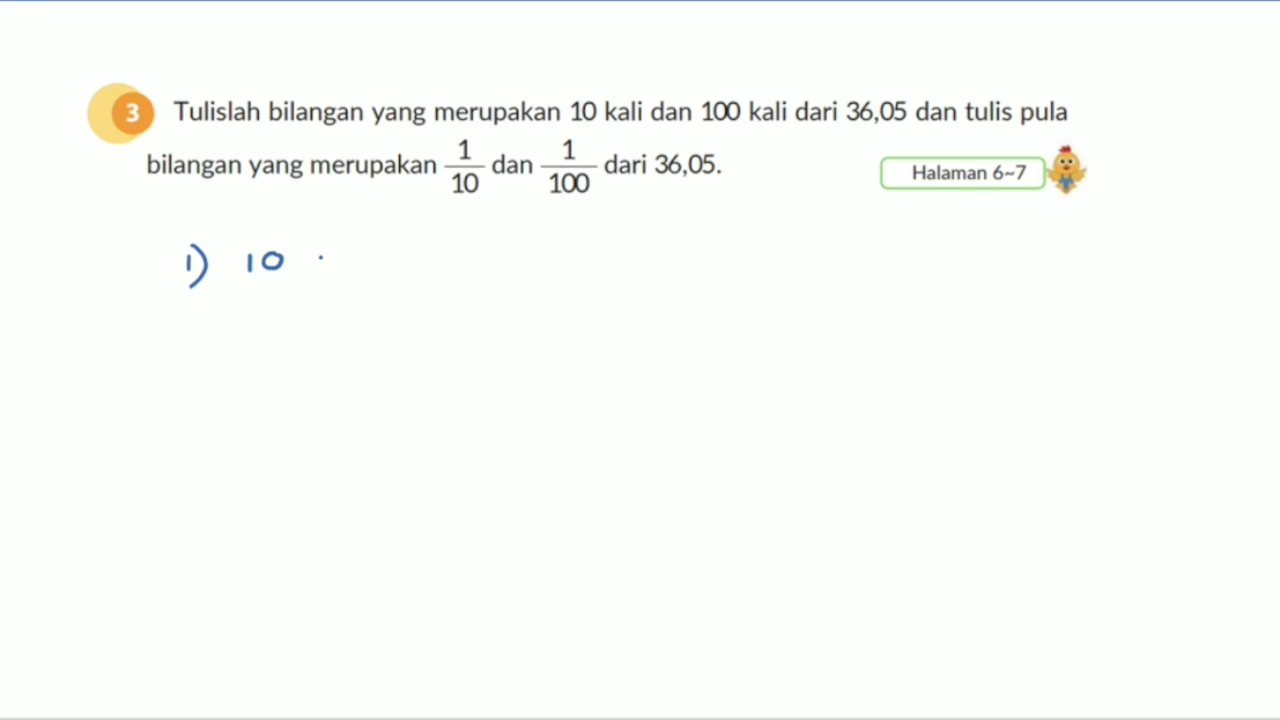 3 Tulislah bilangan yang merupakan 10 kali dan 100 kali dari 36,05 dan tulis pula
bilangan yang merupakan 1/10 dan 1/100 dari 36,05.
Halaman 6~7
1) 10 ·